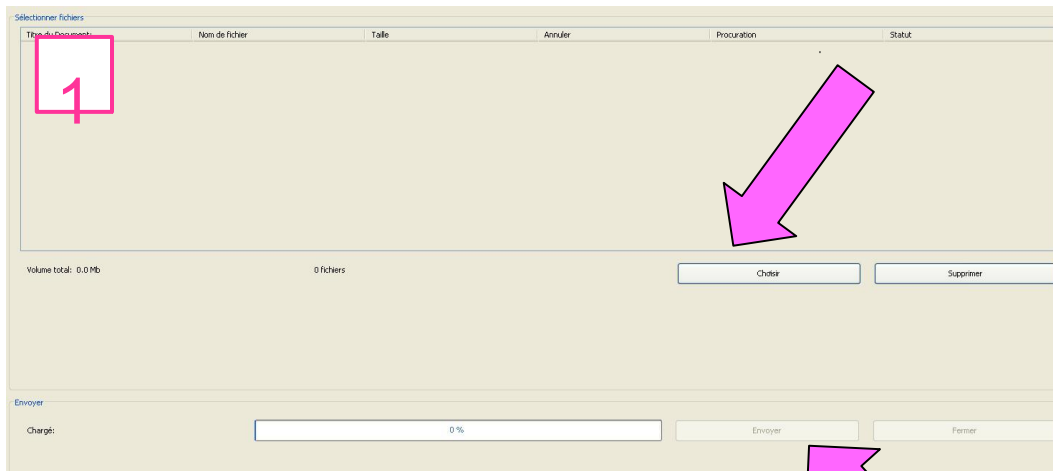 Sélectionner fichiers
Titre du Document: Nom de fichier Taille Annuler Procuration Statut
1
Volume total: 0.0 Mb 0 fichiers Choisir Supprimer
Envoyer
Chargé: 0 % Envoyer Fermer